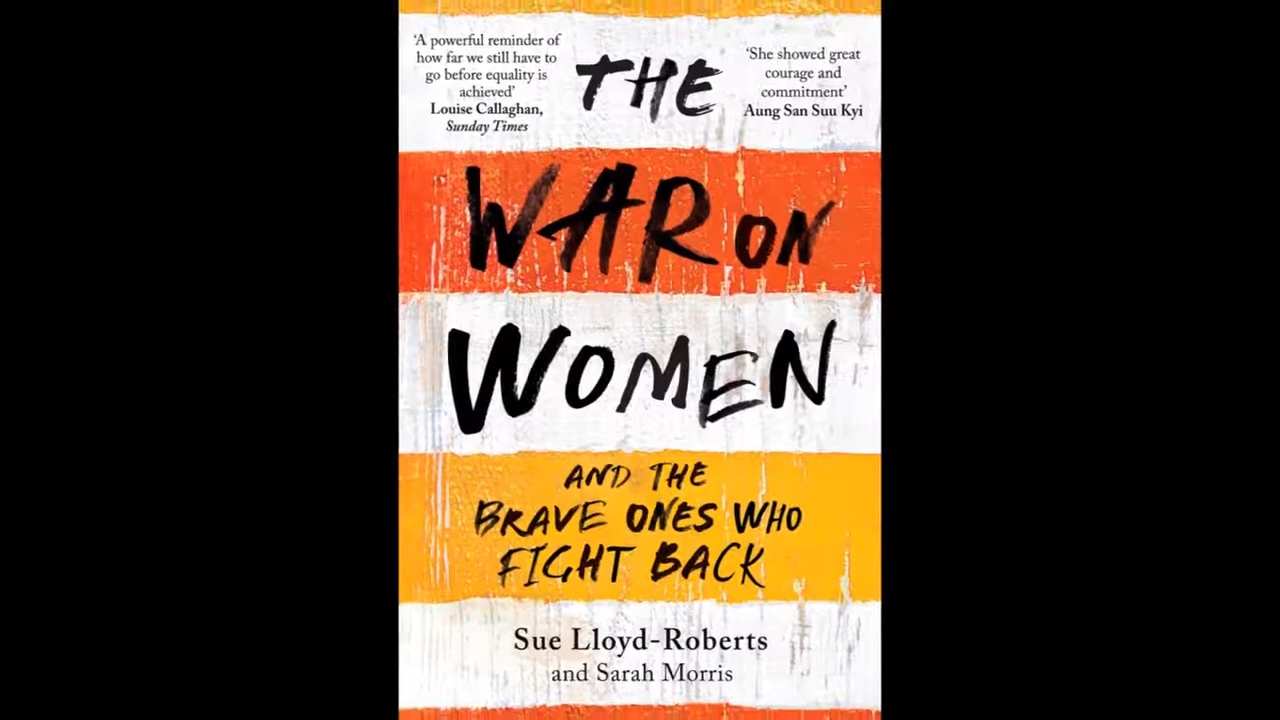 ‘A powerful reminder of
how far we still have to
go before equality is
achieved’
Louise Callaghan,
Sunday Times
‘She showed great
courage and
commitment’
Aung San Suu Kyi
THE
WAR ON
WOMEN
AND THE
BRAVE ONES WHO
FIGHT BACK
Sue Lloyd-Roberts
and Sarah Morris